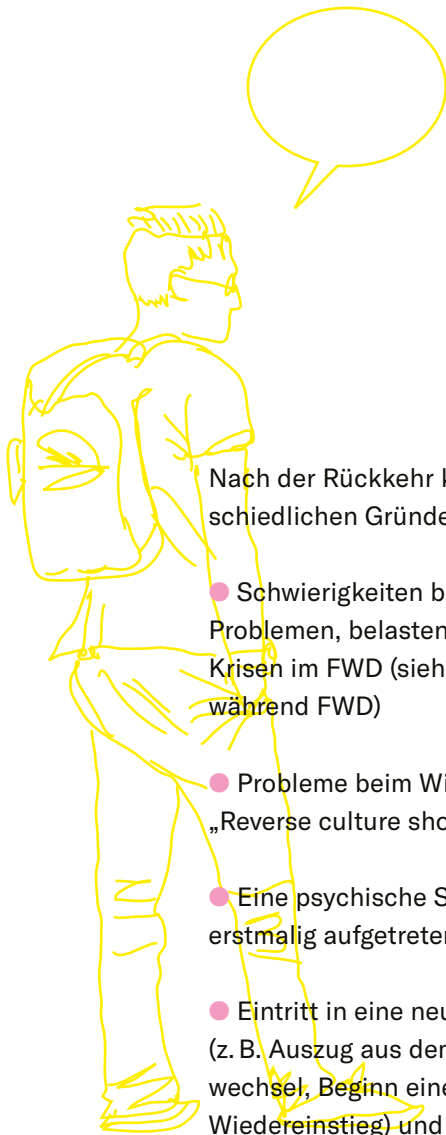 Nach der Rückkehr
schiedlichen Gründe
● Schwierigkeiten b
Problemen, belasten
Krisen im FWD (sieh
während FWD)
● Probleme beim Wi
„Reverse culture sho
● Eine psychische S
erstmalig aufgetrete
● Eintritt in eine neu
(z. B. Auszug aus der
wechsel, Beginn eine
Wiedereinstieg) und